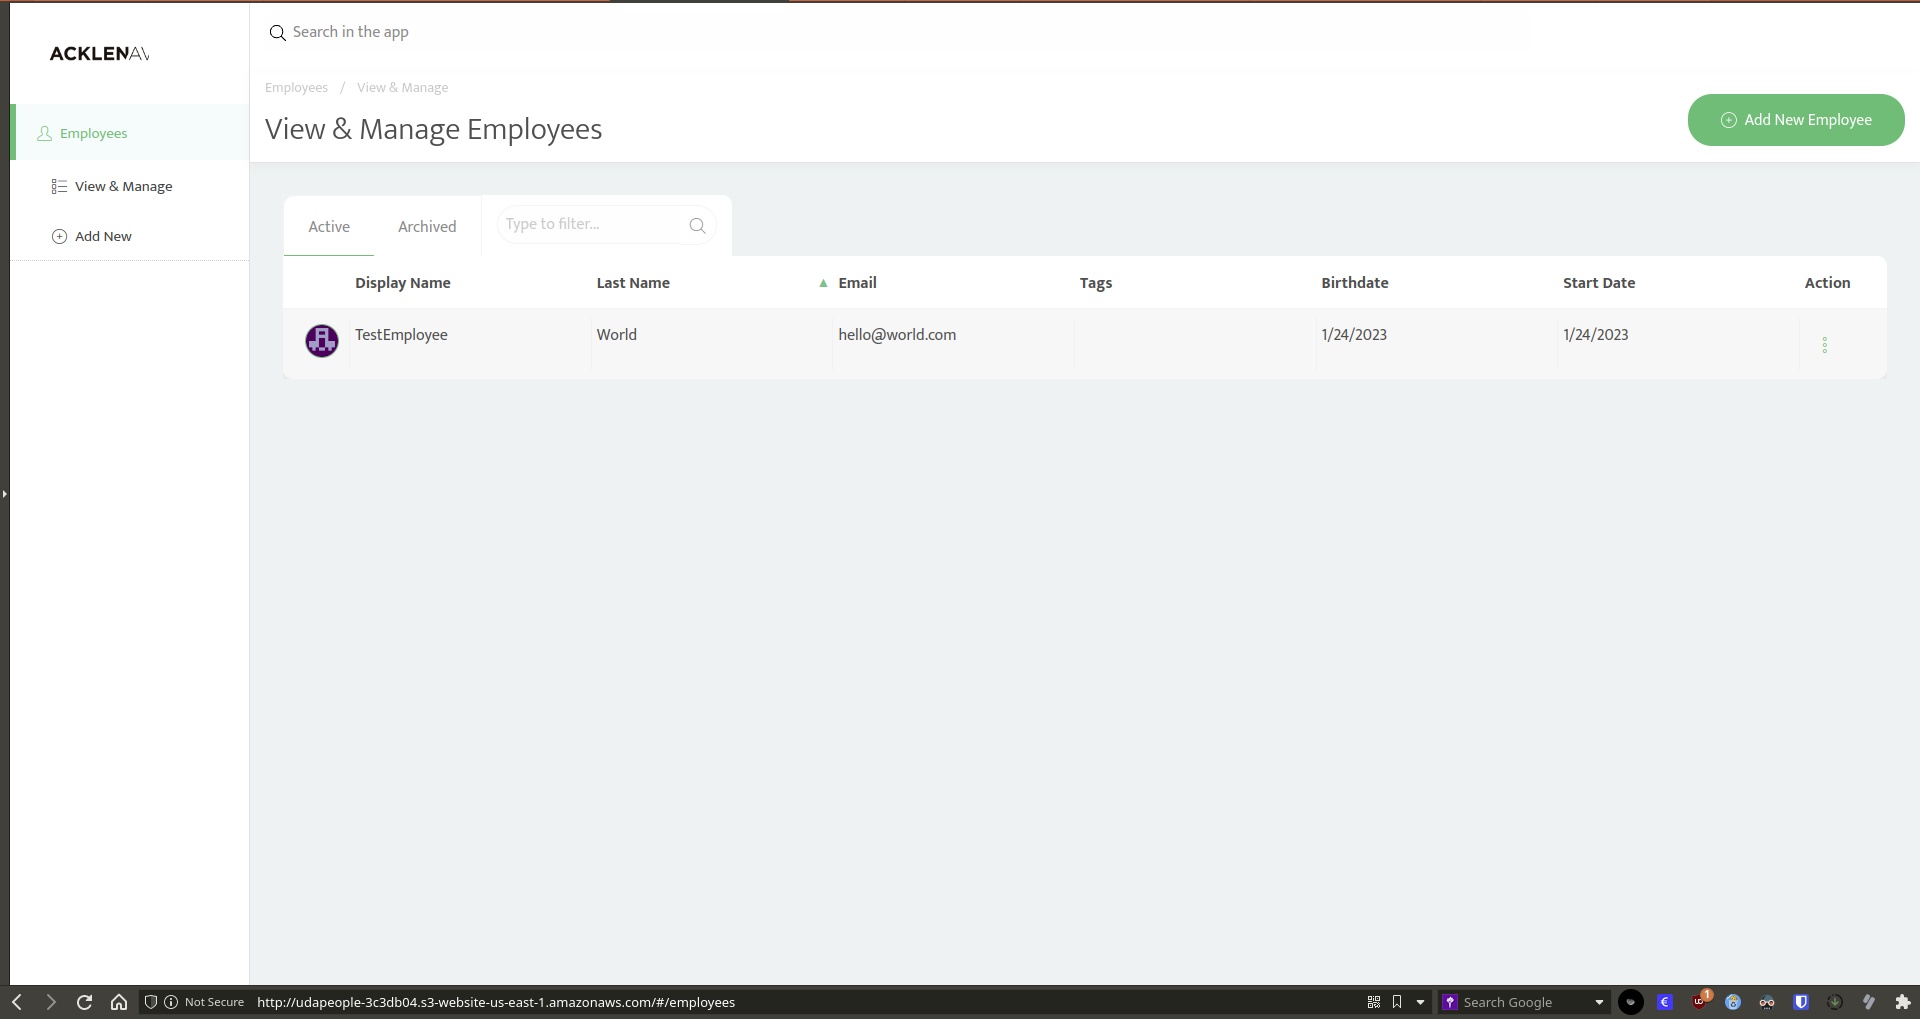 ACKLENAV
Search in the app
Employees / View & Manage
View & Manage Employees
Add New Employee
Employees
View & Manage
Add New
Active Archived Type to filter...
Display Name Last Name ▲ Email Tags Birthdate Start Date Action
TestEmployee World hello@world.com 1/24/2023 1/24/2023
Not Secure http://udapeople-3c3db04.s3-website-us-east-1.amazonaws.com/#/employees Search Google 1